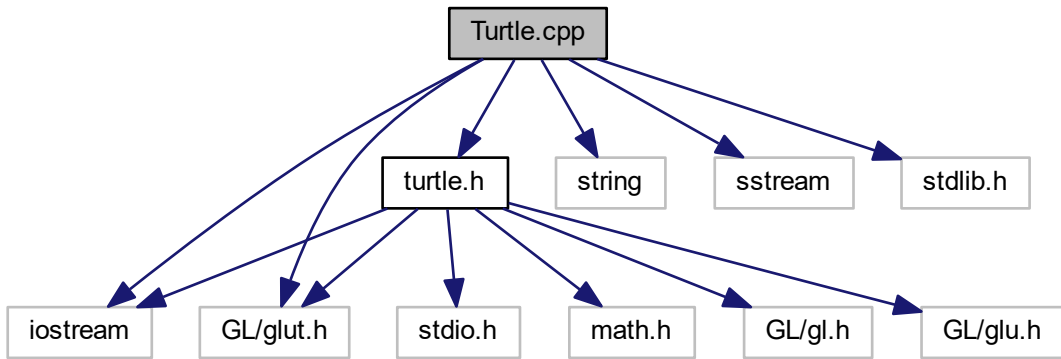 Turtle.cpp
turtle.h
string
sstream
stdlib.h
iostream
GL/glut.h
stdio.h
math.h
GL/gl.h
GL/glu.h